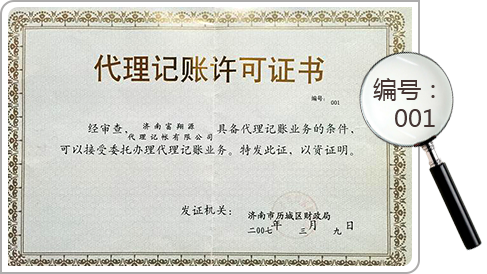 代理记账许可证书
编号：
001
编号：
001
经审查，济南富翔源
代理记帐有限公司
具备代理记账业务的条件，
可以接受委托办理代理记账业务。特发此证，以资证明。
发证机关：
济南市历城区财政局
二00七年 三月 九日